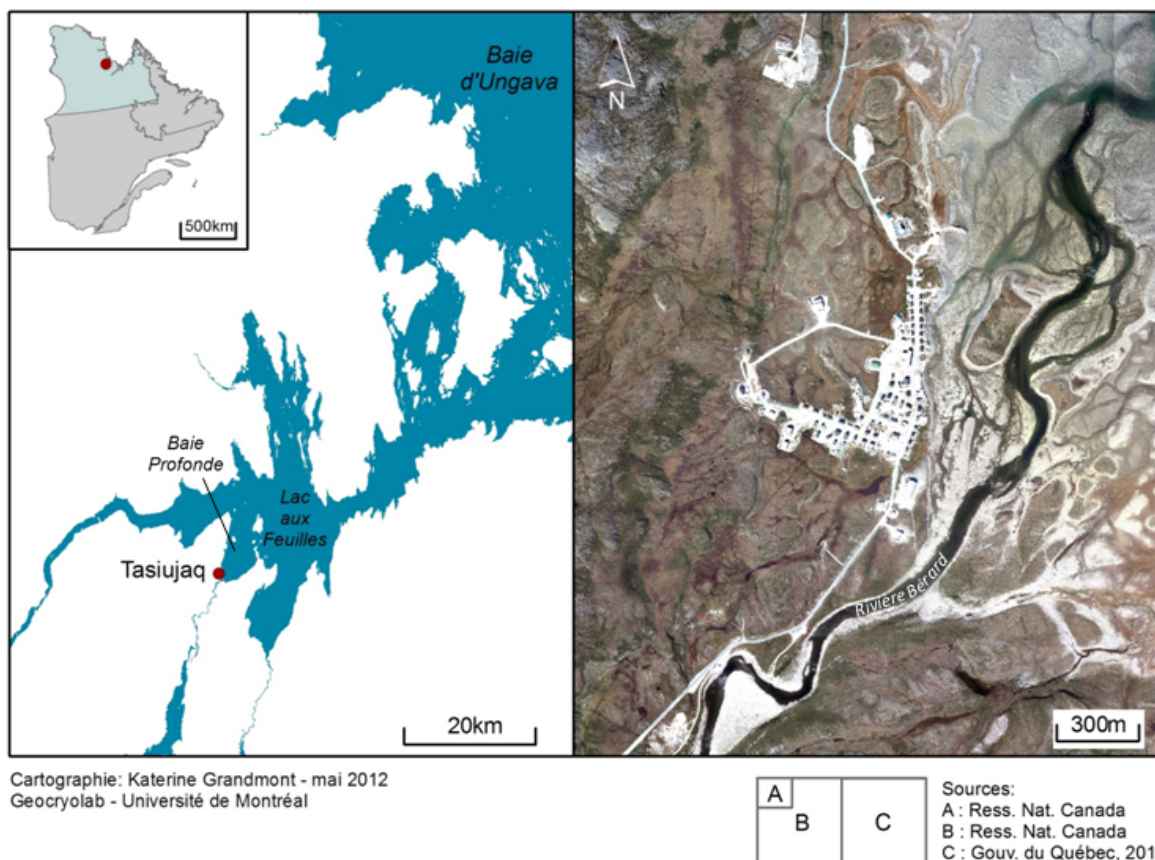 500km
Baie
d'Ungava
Baie
Profonde
Lac
aux
Feuilles
Tasiujaq
20km
N
Rivière Bérard
300m
Cartographie: Katerine Grandmont - mai 2012
Geocryolab - Université de Montréal
A
B
C
Sources:
A : Ress. Nat. Canada
B : Ress. Nat. Canada
C : Gouv. du Québec, 201